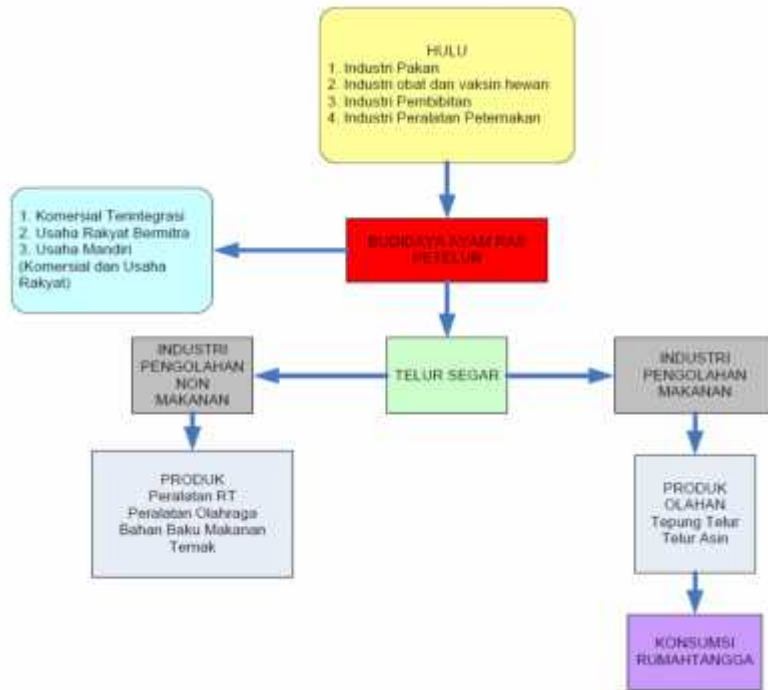 HULU
1. Industri Pakan
2. Industri obat dan vaksin hewan
3. Industri Pembibitan
4. Industri Peralatan Peternakan
1. Komersial Terintegrasi
2. Usaha Rakyat Bermitra
3. Usaha Mandiri
(Komersial dan Usaha
Rakyat)
BUDIDAYA AYAM RAS
PETELUR
INDUSTRI
PENGOLAHAN
NON
MAKANAN
TELUR SEGAR
INDUSTRI
PENGOLAHAN
MAKANAN
PRODUK
Peralatan RT
Peralatan Olahraga
Bahan Baku Makanan
Ternak
PRODUK
OLAHAN
Tepung Telur
Telur Asin
KONSUMSI
RUMAHTANGGA